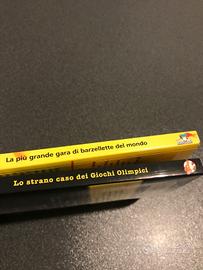 La più grande gara di barzellette del mondo
Lo strano caso dei Giochi Olimpici